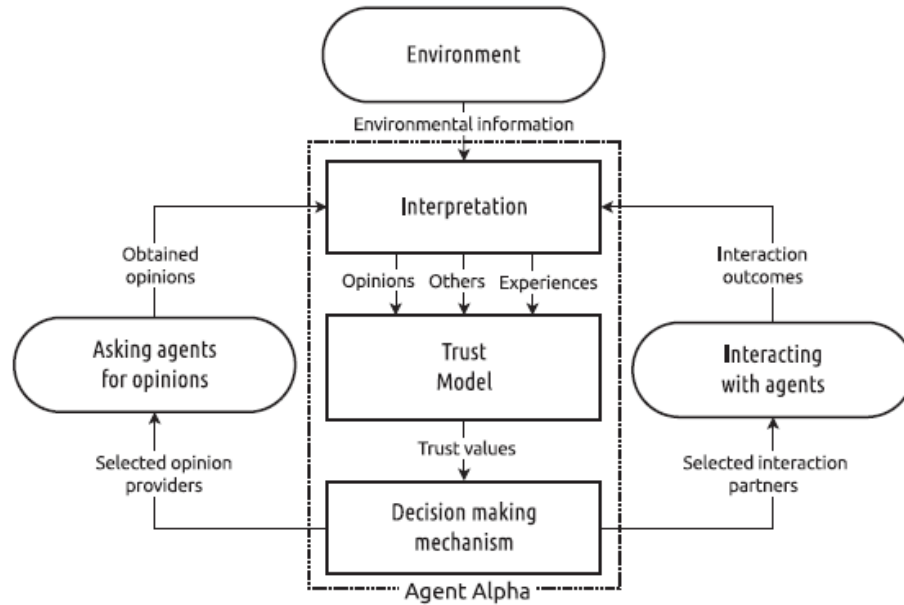 Environment
Environmental information
Interpretation
Obtained
opinions
Interaction
outcomes
Opinions
Others
Experiences
Asking agents
for opinions
Trust
Model
Interacting
with agents
Trust values
Selected opinion
providers
Selected interaction
partners
Decision making
mechanism
Agent Alpha